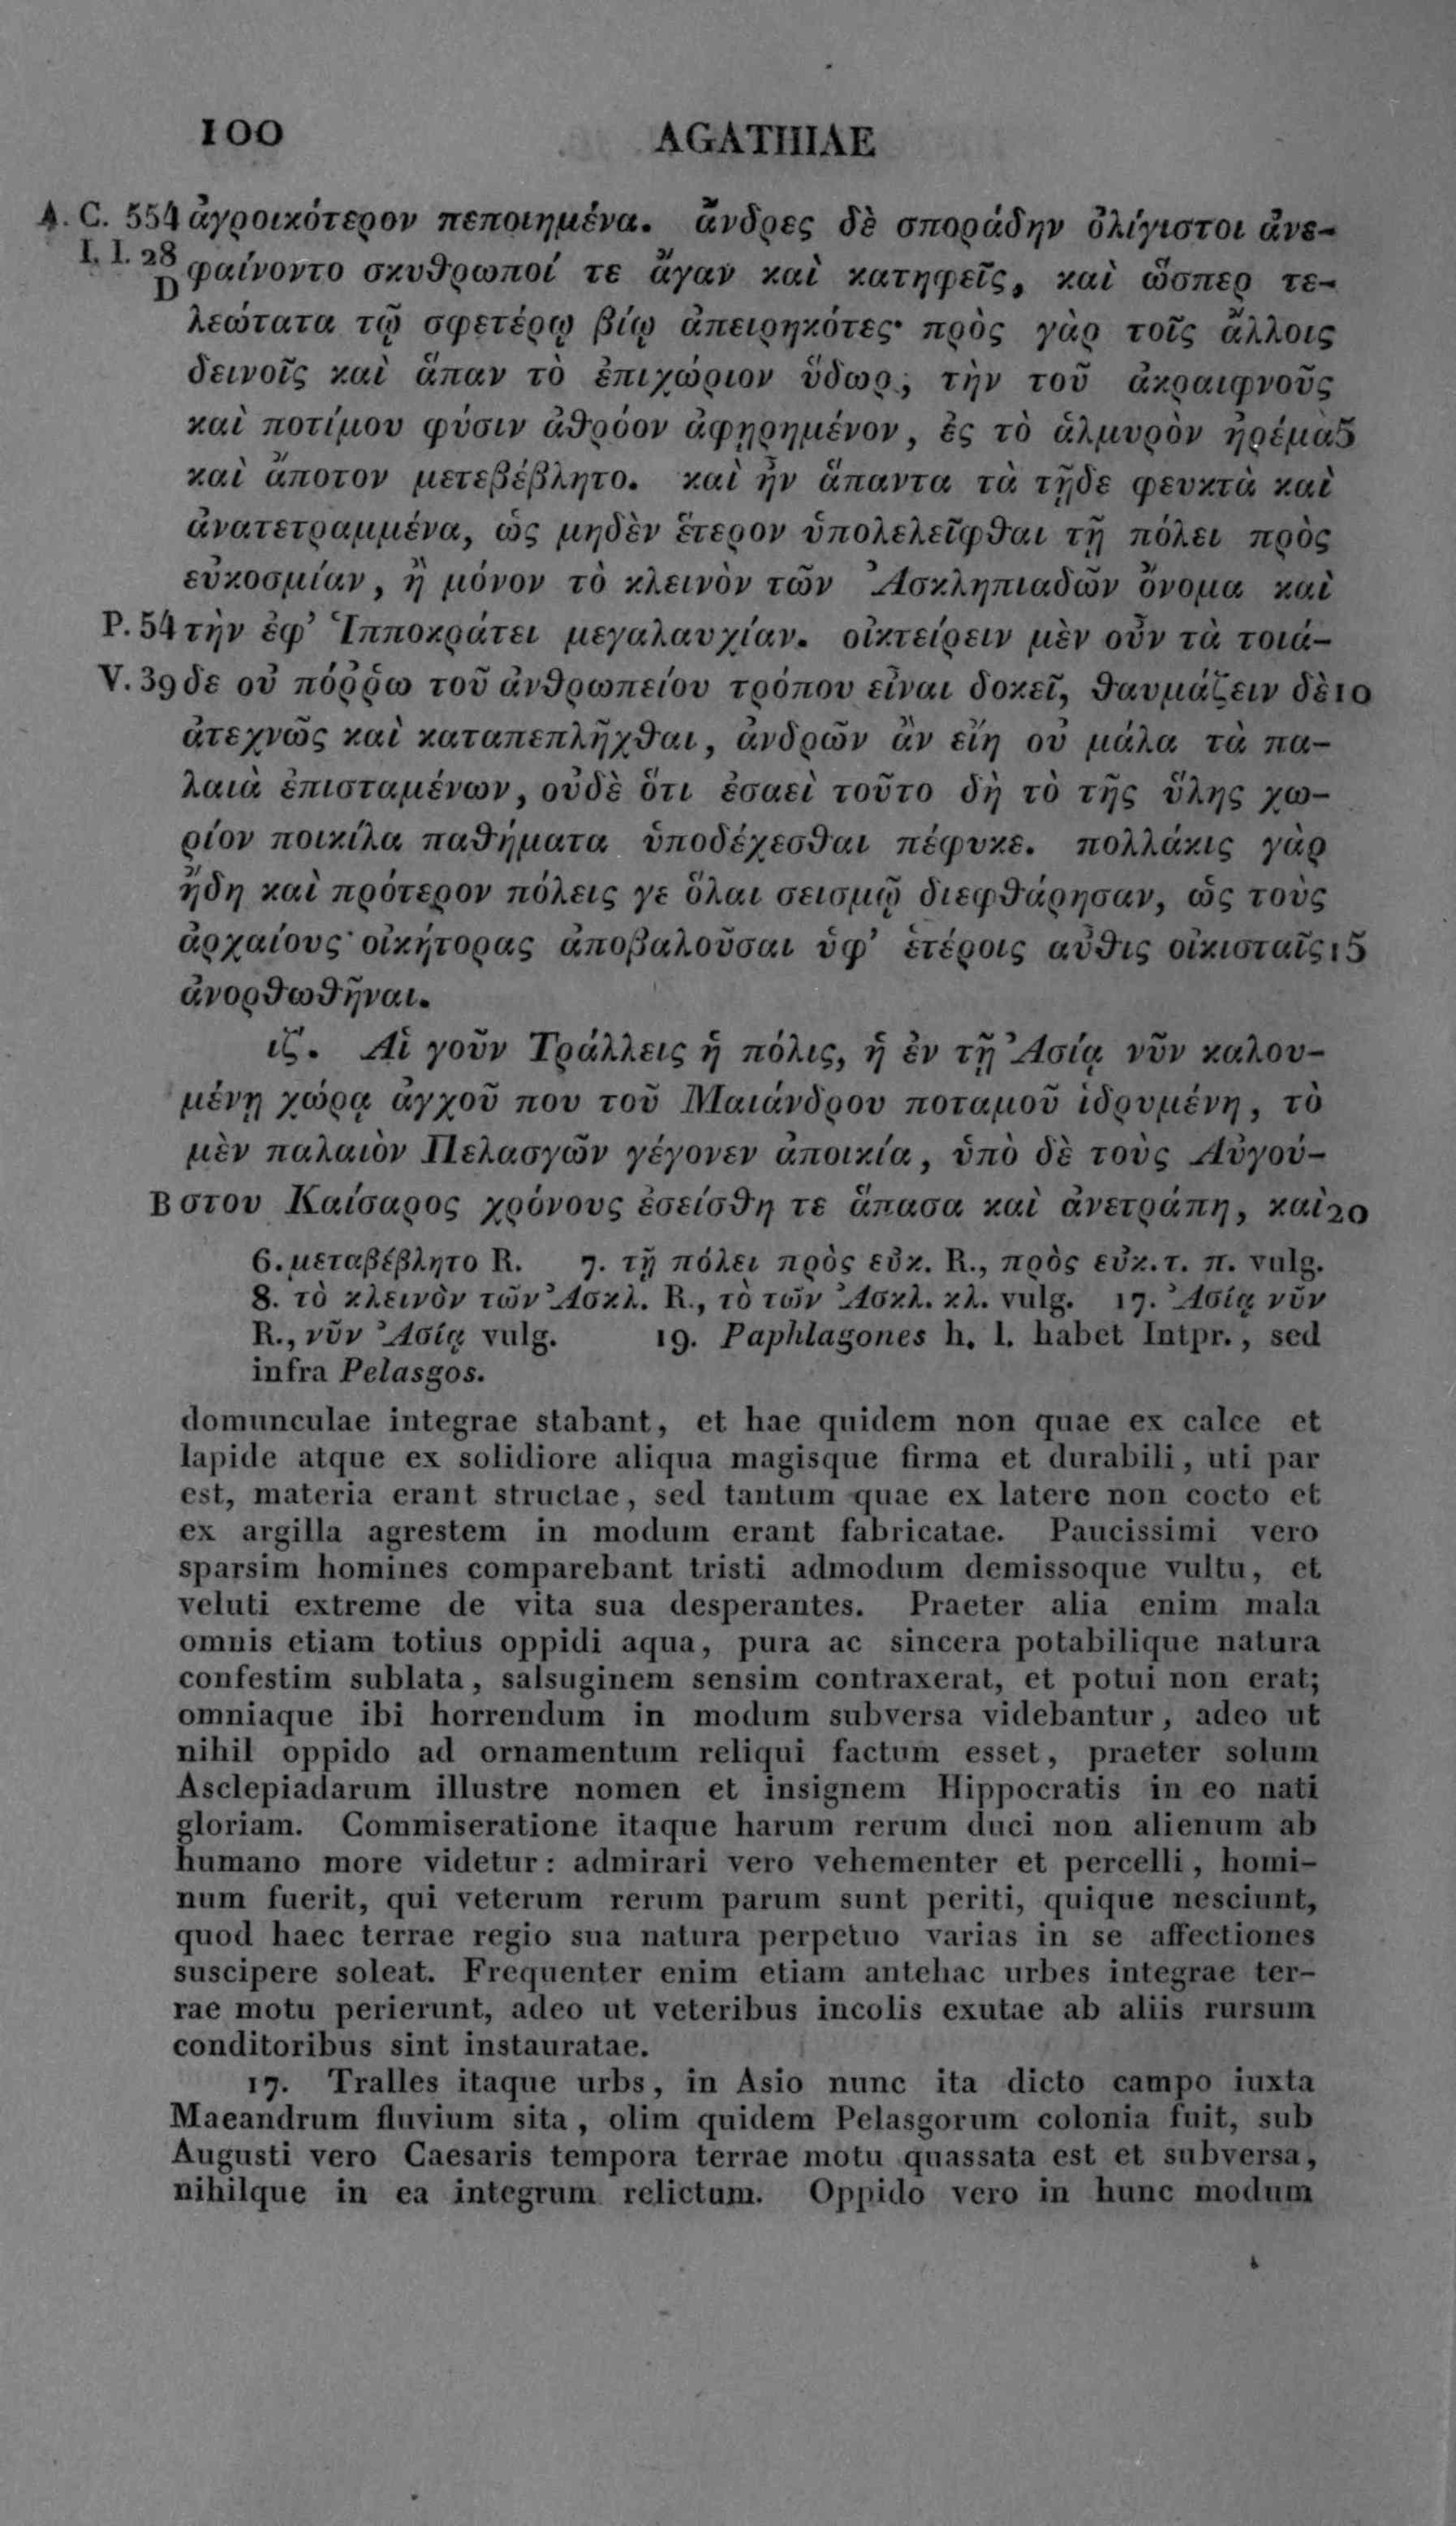 100 AGATHIAE
A. C. 554 ἀγροικότερον πεποιημένα. ἄνδρες δὲ σποράδην ὀλίγιστοι ἀνε-
I. I. 28 φαίνοντο σκυθρωποί τε ἄγαν καὶ κατηφεῖς, καὶ ὥσπερ τε-
D λεώτατα τῷ σφετέρῳ βίῳ ἀπειρηκότες· πρὸς γὰρ τοῖς ἄλλοις
δεινοῖς καὶ ἅπαν τὸ ἐπιχώριον ὕδωρ, τὴν τοῦ ἀκραιφνοῦς
καὶ ποτίμου φύσιν ἀθρόον ἀφῃρημένον, ἐς τὸ ἁλμυρὸν ἠρέμα 5
καὶ ἄποτον μετεβέβλητο. καὶ ἦν ἅπαντα τὰ τῇδε φευκτὰ καὶ
ἀνατετραμμένα, ὡς μηδὲν ἕτερον ὑπολελεῖφθαι τῇ πόλει πρὸς
εὐκοσμίαν, ἢ μόνον τὸ κλεινὸν τῶν Ἀσκληπιαδῶν ὄνομα καὶ
P. 54 τὴν ἐφ’ Ἱπποκράτει μεγαλαυχίαν. οἰκτείρειν μὲν οὖν τὰ τοιά-
V. 39 δε οὐ πόῤῥω τοῦ ἀνθρωπείου τρόπου εἶναι δοκεῖ, θαυμάζειν δὲ 10
ἀτεχνῶς καὶ καταπεπλῆχθαι, ἀνδρῶν ἂν εἴη οὐ μάλα τὰ πα-
λαιὰ ἐπισταμένων, οὐδὲ ὅτι ἐσαεὶ τοῦτο δὴ τὸ τῆς ὕλης χω-
ρίον ποικίλα παθήματα ὑποδέχεσθαι πέφυκε. πολλάκις γὰρ
ἤδη καὶ πρότερον πόλεις γε ὅλαι σεισμῷ διεφθάρησαν, ὡς τοὺς
ἀρχαίους οἰκήτορας ἀποβαλοῦσαι ὑφ’ ἑτέροις αὖθις οἰκισταῖς 15
ἀνορθωθῆναι.
ιζ΄. Αἱ γοῦν Τράλλεις ἡ πόλις, ἡ ἐν τῇ Ἀσίᾳ νῦν καλου-
μένῃ χώρᾳ ἀγχοῦ που τοῦ Μαιάνδρου ποταμοῦ ἱδρυμένη, τὸ
μὲν παλαιὸν Πελασγῶν γέγονεν ἀποικία, ὑπὸ δὲ τοὺς Αὐγού-
B στου Καίσαρος χρόνους ἐσείσθη τε ἅπασα καὶ ἀνετράπη, καὶ 20
6. μεταβέβλητο R. 7. τῇ πόλει πρὸς εὐκ. R., πρὸς εὐκ. τ. π. vulg.
8. τὸ κλεινὸν τῶν Ἀσκλ. R., τὸ τῶν Ἀσκλ. κλ. vulg. 17. Ἀσίᾳ νῦν
R., νῦν Ἀσίᾳ vulg. 19. Paphlagones h. l. habet Intpr., sed
infra Pelasgos.
domunculae integrae stabant, et hae quidem non quae ex calce et
lapide atque ex solidiore aliqua magisque firma et durabili, uti par
est, materia erant structae, sed tantum quae ex latere non cocto et
ex argilla agrestem in modum erant fabricatae. Paucissimi vero
sparsim homines comparebant tristi admodum demissoque vultu, et
veluti extreme de vita sua desperantes. Praeter alia enim mala
omnis etiam totius oppidi aqua, pura ac sincera potabilique natura
confestim sublata, salsuginem sensim contraxerat, et potui non erat;
omniaque ibi horrendum in modum subversa videbantur, adeo ut
nihil oppido ad ornamentum reliqui factum esset, praeter solum
Asclepiadarum illustre nomen et insignem Hippocratis in eo nati
gloriam. Commiseratione itaque harum rerum duci non alienum ab
humano more videtur: admirari vero vehementer et percelli, homi-
num fuerit, qui veterum rerum parum sunt periti, quique nesciunt,
quod haec terrae regio sua natura perpetuo varias in se affectiones
suscipere soleat. Frequenter enim etiam antehac urbes integrae ter-
rae motu perierunt, adeo ut veteribus incolis exutae ab aliis rursum
conditoribus sint instauratae.
17. Tralles itaque urbs, in Asio nunc ita dicto campo iuxta
Maeandrum fluvium sita, olim quidem Pelasgorum colonia fuit, sub
Augusti vero Caesaris tempora terrae motu quassata est et subversa,
nihilque in ea integrum relictum. Oppido vero in hunc modum